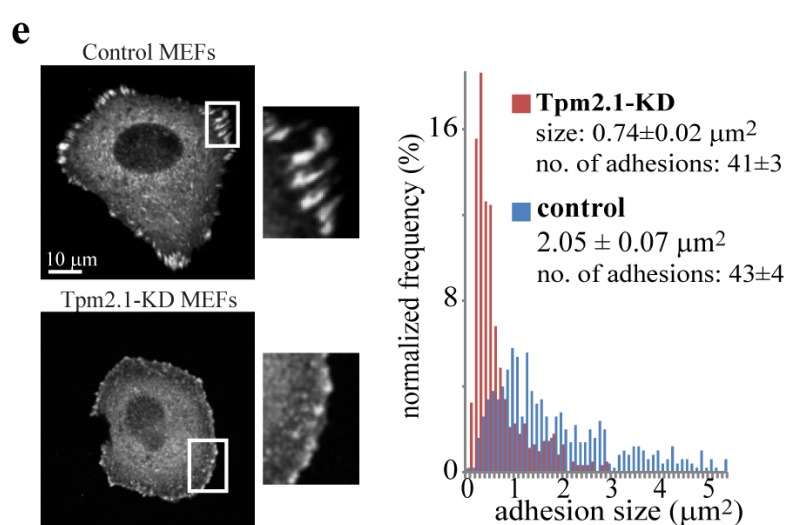 e
Control MEFs
10 μm
Tpm2.1-KD MEFs
normalized frequency (%)
16
8
0
Tpm2.1-KD
size: 0.74±0.02 μm²
no. of adhesions: 41±3
control
2.05 ± 0.07 μm²
no. of adhesions: 43±4
0 1 2 3 4 5
adhesion size (μm²)